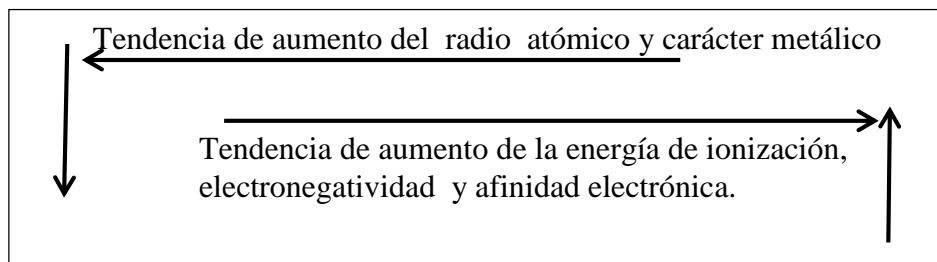 Tendencia de aumento del radio atómico y carácter metálico
Tendencia de aumento de la energía de ionización,
electronegatividad y afinidad electrónica.